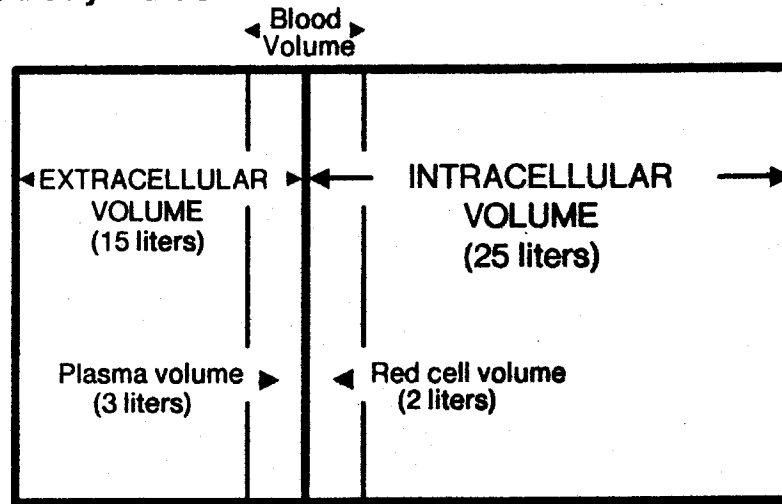 Blood
Volume
EXTRACELLULAR
VOLUME
(15 liters)
INTRACELLULAR
VOLUME
(25 liters)
Plasma volume
(3 liters)
Red cell volume
(2 liters)